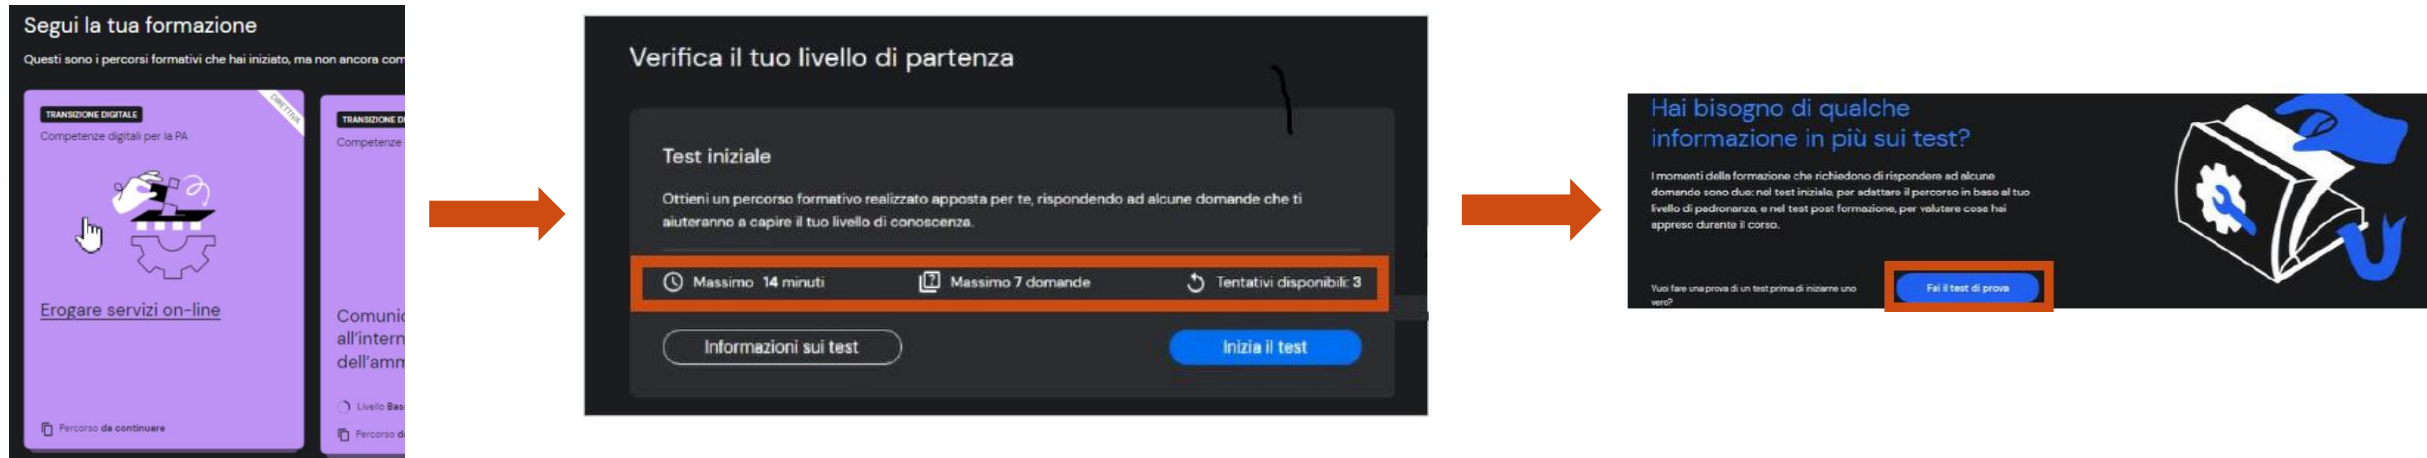 Segui la tua formazione
Questi sono i percorsi formativi che hai iniziato, ma non ancora com
DIRETTIVA
TRANSIZIONE DIGITALE
Competenze digitali per la PA
Erogare servizi on-line
Percorso da continuare
TRANSIZIONE D
Competenze
Comunic
all'intern
dell'amm
Livello Bas
Percorso d
Verifica il tuo livello di partenza
Test iniziale
Ottieni un percorso formativo realizzato apposta per te, rispondendo ad alcune domande che ti
aiuteranno a capire il tuo livello di conoscenza.
Massimo 14 minuti
Massimo 7 domande
Tentativi disponibili: 3
Informazioni sui test
Inizia il test
Hai bisogno di qualche
informazione in più sui test?
I momenti della formazione che richiedono di rispondere ad alcune
domande sono due: nel test iniziale, per adattare il percorso in base al tuo
livello di padronanza, e nel test post formazione, per valutare cosa hai
appreso durante il corso.
Vuoi fare una prova di un test prima di iniziarne uno
vero?
Fai il test di prova